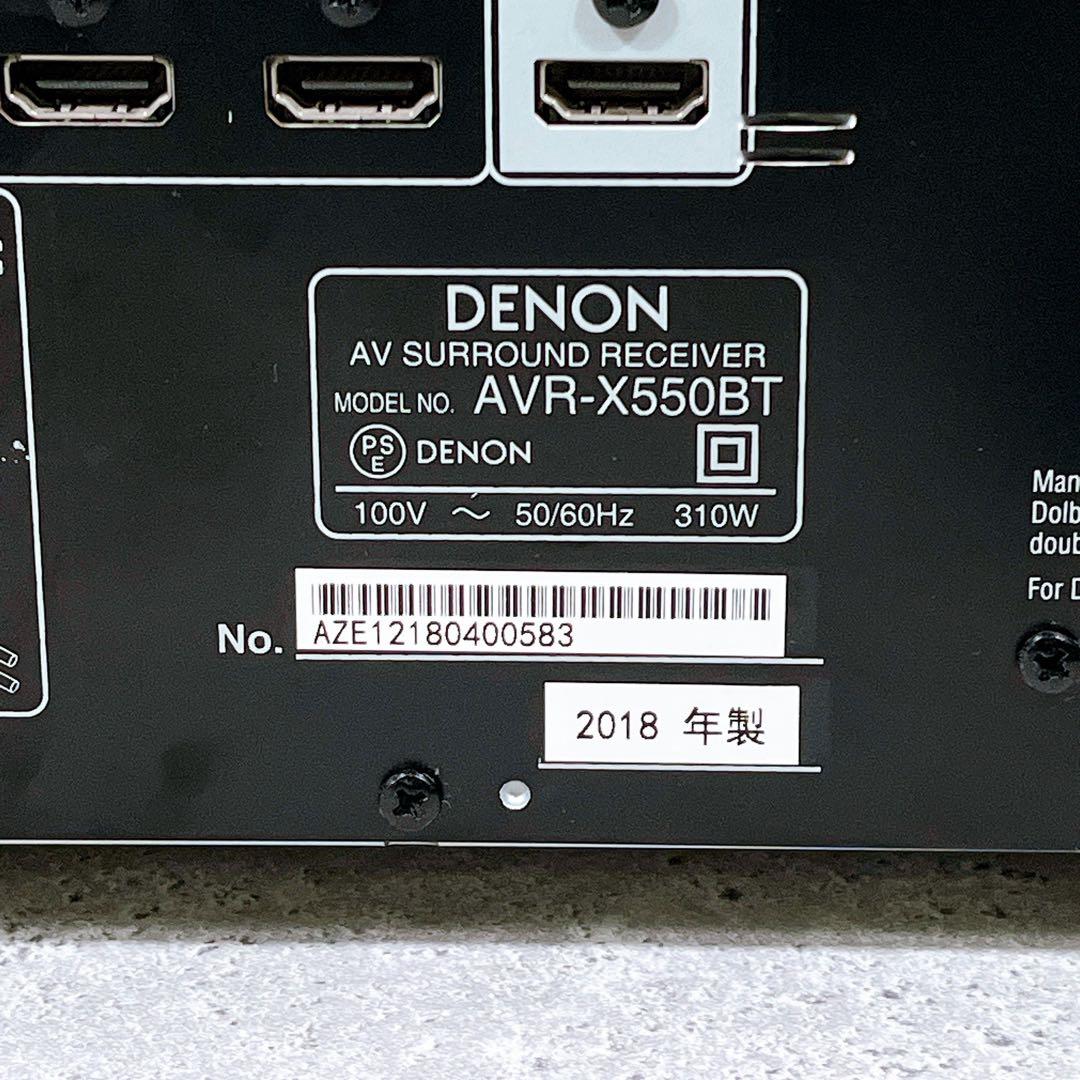 DENON
AV SURROUND RECEIVER
MODEL NO. AVR-X550BT
PS
E DENON
100V ～ 50/60Hz 310W
No. AZE12180400583
2018 年製
For